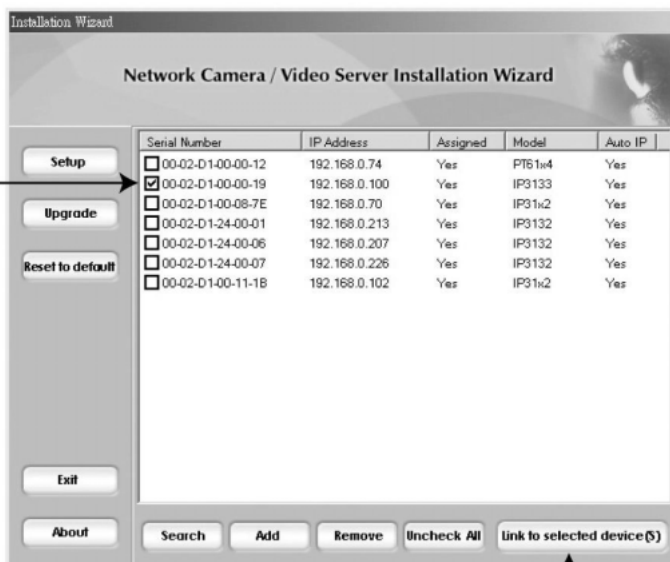 Installation Wizard
Network Camera / Video Server Installation Wizard
Serial Number IP Address Assigned Model Auto IP
00-02-D1-00-00-12 192.168.0.74 Yes PT61x4 Yes
00-02-D1-00-00-19 192.168.0.100 Yes IP3133 Yes
00-02-D1-00-08-7E 192.168.0.70 Yes IP31x2 Yes
00-02-D1-24-00-01 192.168.0.213 Yes IP3132 Yes
00-02-D1-24-00-06 192.168.0.207 Yes IP3132 Yes
00-02-D1-24-00-07 192.168.0.226 Yes IP3132 Yes
00-02-D1-00-11-1B 192.168.0.102 Yes IP31x2 Yes
Setup
Upgrade
Reset to default
Exit
About
Search Add Remove Uncheck All Link to selected device(S)